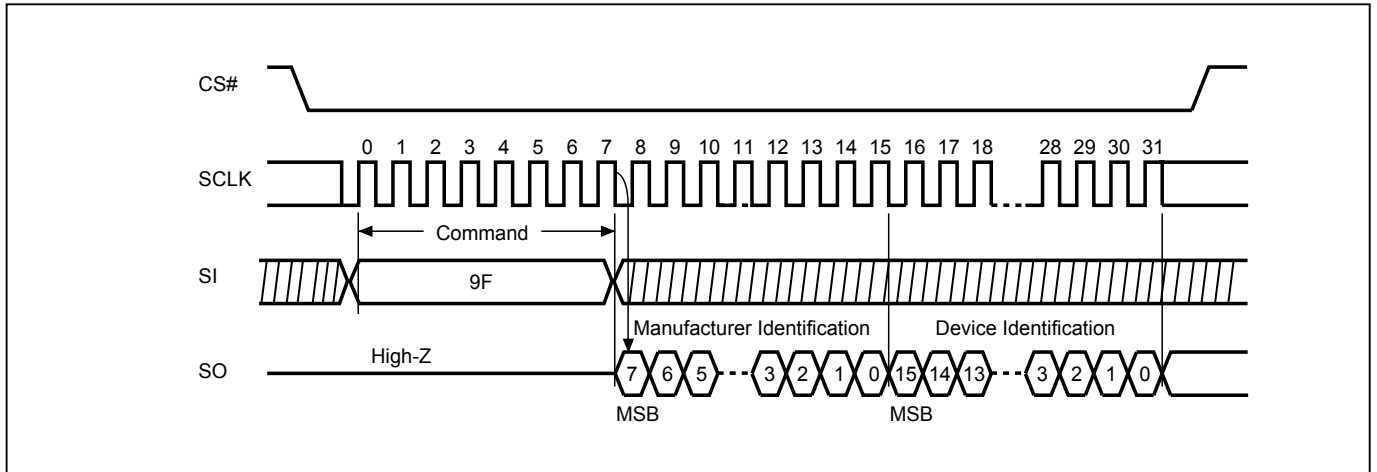 CS#
0 1 2 3 4 5 6 7 8 9 10 11 12 13 14 15 16 17 18 28 29 30 31
SCLK
Command
SI
9F
Manufacturer Identification Device Identification
High-Z
SO
7 6 5 3 2 1 0 15 14 13 3 2 1 0
MSB MSB